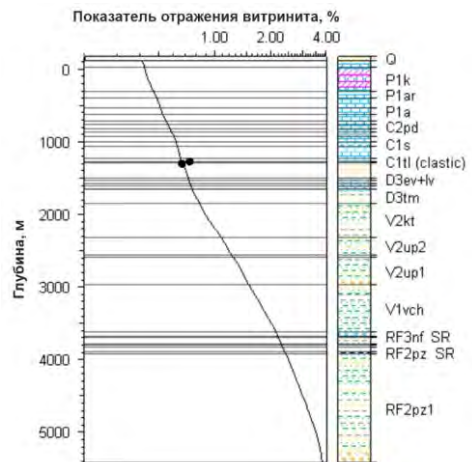 Показатель отражения витринита, %
1.00 2.00 4.00
Глубина, м
0
1000
2000
3000
4000
5000
Q
P1k
P1ar
P1a
C2pd
C1s
C1tl (clastic)
D3ev+lv
D3tm
V2kt
V2up2
V2up1
V1vch
RF3nf SR
RF2pz SR
RF2pz1